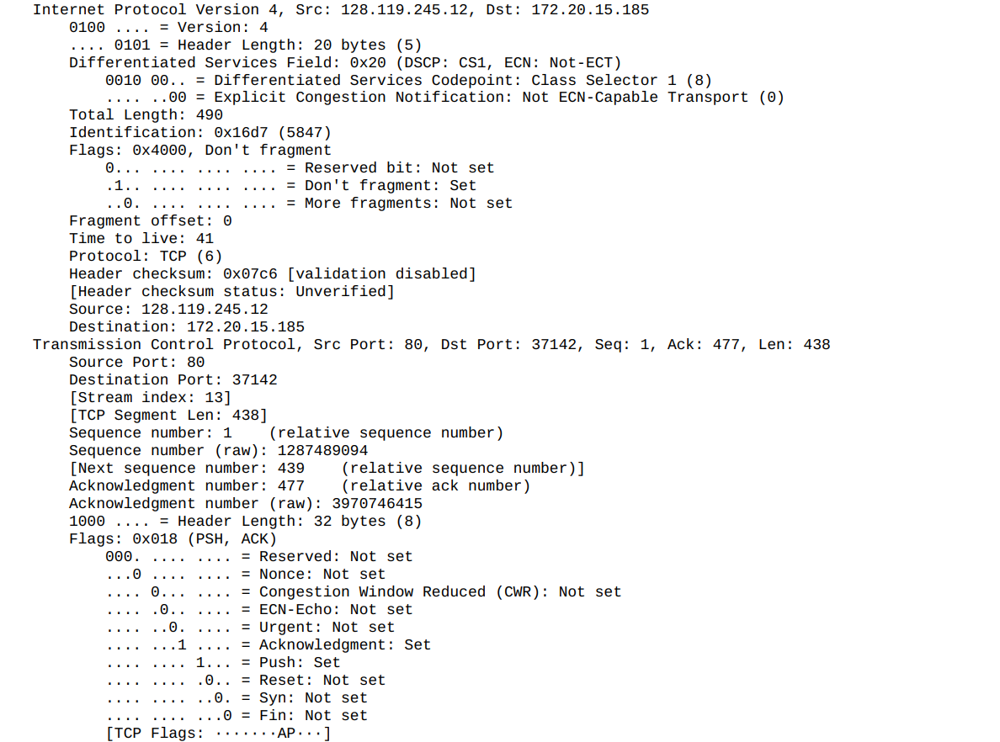 Internet Protocol Version 4, Src: 128.119.245.12, Dst: 172.20.15.185
0100 .... = Version: 4
.... 0101 = Header Length: 20 bytes (5)
Differentiated Services Field: 0x20 (DSCP: CS1, ECN: Not-ECT)
0010 00.. = Differentiated Services Codepoint: Class Selector 1 (8)
.... ..00 = Explicit Congestion Notification: Not ECN-Capable Transport (0)
Total Length: 490
Identification: 0x16d7 (5847)
Flags: 0x4000, Don't fragment
0... .... .... .... = Reserved bit: Not set
.1.. .... .... .... = Don't fragment: Set
..0. .... .... .... = More fragments: Not set
Fragment offset: 0
Time to live: 41
Protocol: TCP (6)
Header checksum: 0x07c6 [validation disabled]
[Header checksum status: Unverified]
Source: 128.119.245.12
Destination: 172.20.15.185
Transmission Control Protocol, Src Port: 80, Dst Port: 37142, Seq: 1, Ack: 477, Len: 438
Source Port: 80
Destination Port: 37142
[Stream index: 13]
[TCP Segment Len: 438]
Sequence number: 1    (relative sequence number)
Sequence number (raw): 1287489094
[Next sequence number: 439    (relative sequence number)]
Acknowledgment number: 477    (relative ack number)
Acknowledgment number (raw): 3970746415
1000 .... = Header Length: 32 bytes (8)
Flags: 0x018 (PSH, ACK)
000. .... .... = Reserved: Not set
...0 .... .... = Nonce: Not set
.... 0... .... = Congestion Window Reduced (CWR): Not set
.... .0.. .... = ECN-Echo: Not set
.... ..0. .... = Urgent: Not set
.... ...1 .... = Acknowledgment: Set
.... .... 1... = Push: Set
.... .... .0.. = Reset: Not set
.... .... ..0. = Syn: Not set
.... .... ...0 = Fin: Not set
[TCP Flags: ·······AP···]